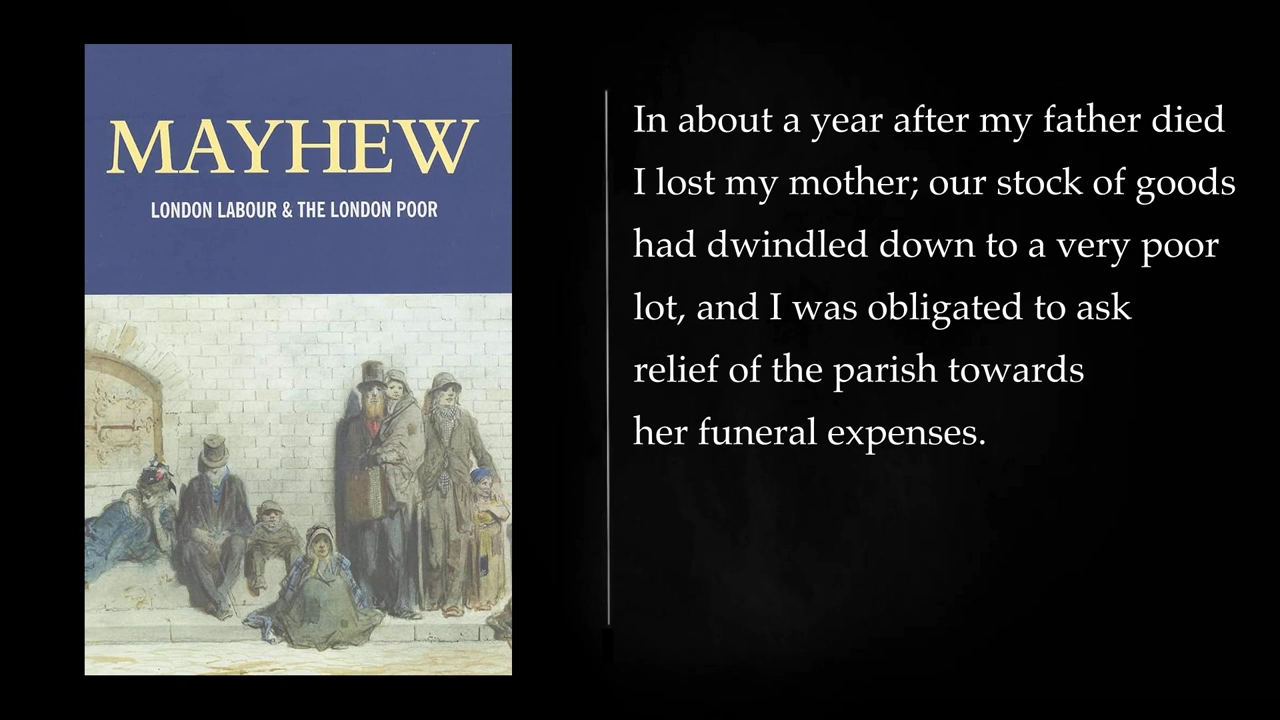 MAYHEW
LONDON LABOUR & THE LONDON POOR
In about a year after my father died
I lost my mother; our stock of goods
had dwindled down to a very poor
lot, and I was obligated to ask
relief of the parish towards
her funeral expenses.